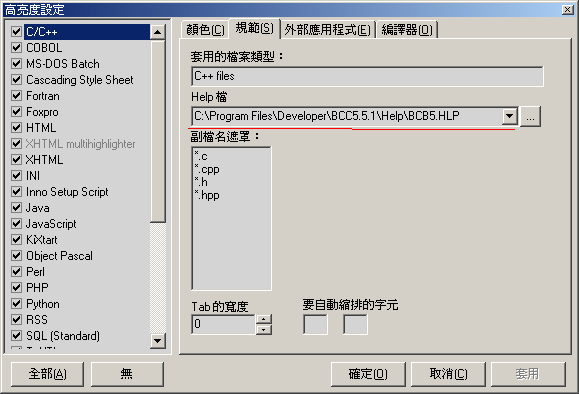 高亮度設定
C/C++
COBOL
MS-DOS Batch
Cascading Style Sheet
Fortran
Foxpro
HTML
XHTML multihighlighter
XHTML
INI
Inno Setup Script
Java
JavaScript
KiXtart
Object Pascal
Perl
PHP
Python
RSS
SQL (Standard)
全部(A)
無
顏色(C)
規範(S)
外部應用程式(E)
編譯器(O)
套用的檔案類型：
C++ files
Help 檔
C:\Program Files\Developer\BCC5.5.1\Help\BCB5.HLP
...
副檔名遮罩：
*.c
*.cpp
*.h
*.hpp
Tab 的寬度
要自動縮排的字元
0
確定(O)
取消(C)
套用